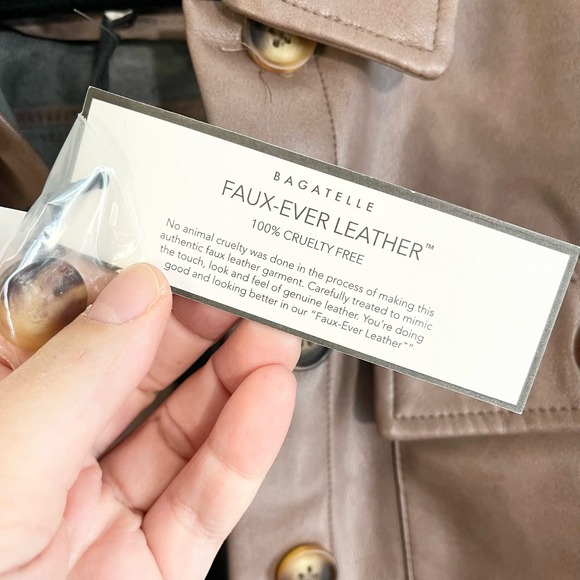 BAGATELLE
FAUX-EVER LEATHER™
100% CRUELTY FREE
No animal cruelty was done in the process of making this
authentic faux leather garment. Carefully treated to mimic
the touch, look and feel of genuine leather. You're doing
good and looking better in our "Faux-Ever Leather™"